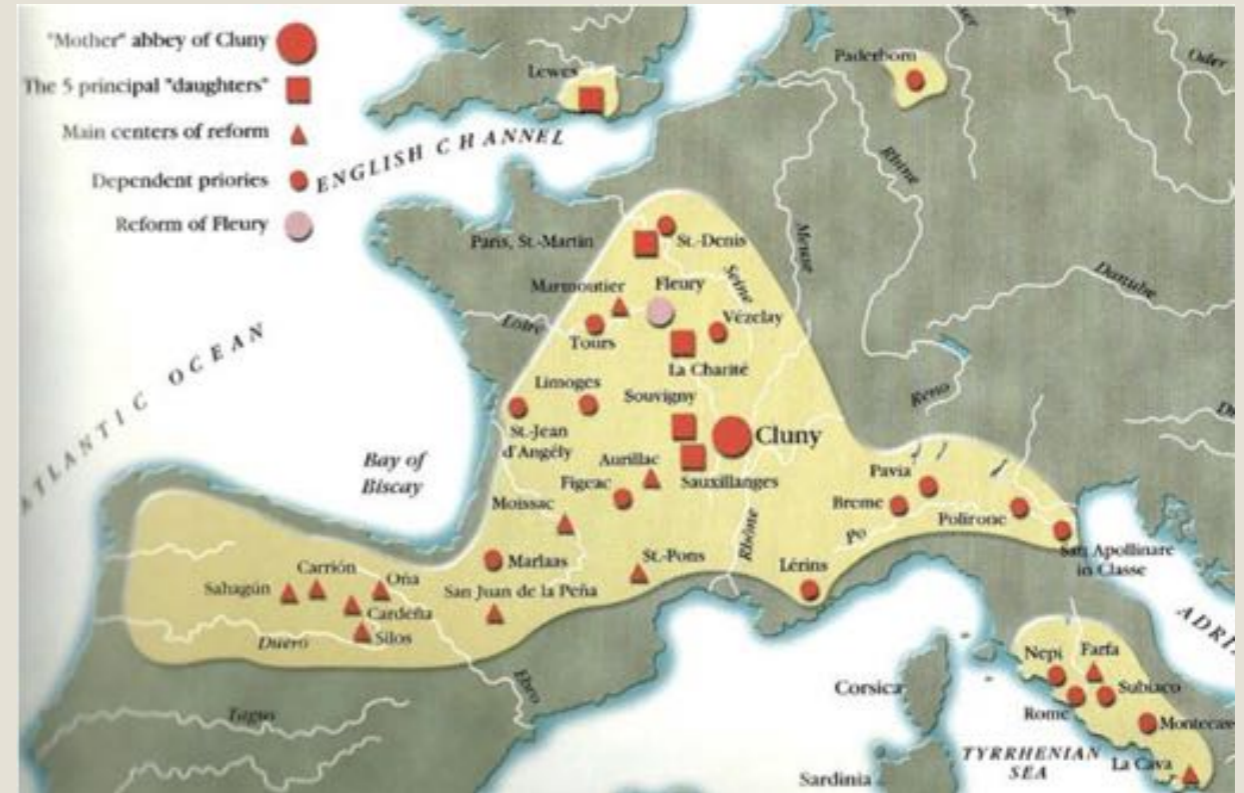 "Mother" abbey of Cluny
The 5 principal "daughters"
Main centers of reform
Dependent priories
Reform of Fleury
Lewes
Paderborn
Oder
ENGLISH CHANNEL
Rhine
Paris, St.-Martin
St.-Denis
Meuse
Seine
Danube
Marmoutier
Fleury
Vézelay
Loire
Tours
La Charité
ATLANTIC OCEAN
Limoges
Souvigny
Reno
St.-Jean
d'Angély
Cluny
Bay of
Biscay
Aurillac
Sauxillanges
Figeac
Pavia
Moissac
Breme
Polirone
Rhône
Po
Marlaas
St.-Pons
San Apollinare
in Classe
Lérins
Carrión
Oña
Sahagún
San Juan de la Peña
Cardeña
Silos
Duero
ADRI
Nepi
Farfa
Ebro
Corsica
Subiaco
Rome
Tagus
Montecas
TYRRHENIAN
SEA
La Cava
Sardinia